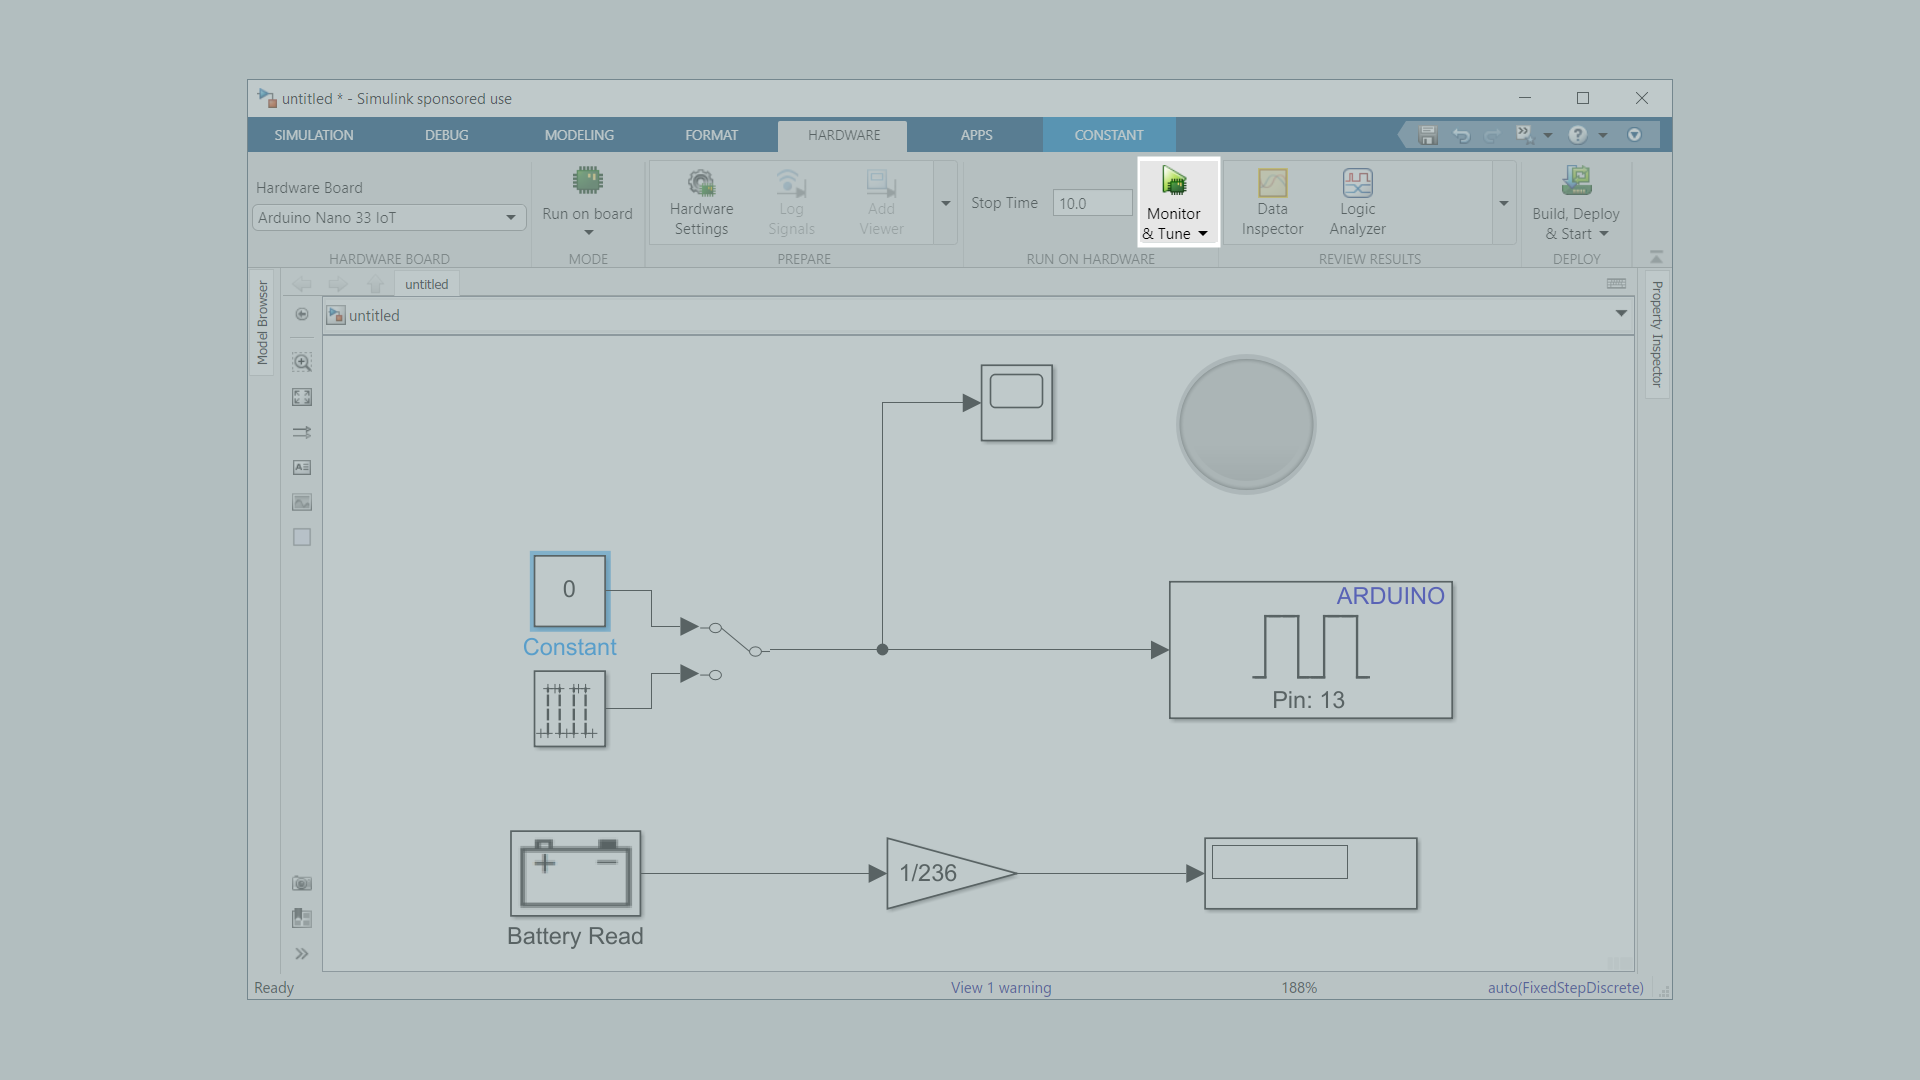 untitled * - Simulink sponsored use
SIMULATION DEBUG MODELING FORMAT HARDWARE APPS CONSTANT
Hardware Board
Arduino Nano 33 IoT
HARDWARE BOARD
Run on board
MODE
Hardware
Settings
Log
Signals
Add
Viewer
PREPARE
Stop Time 10.0
Monitor
& Tune
RUN ON HARDWARE
Data
Inspector
Logic
Analyzer
REVIEW RESULTS
Build, Deploy
& Start
DEPLOY
Model Browser
untitled
untitled
Property Inspector
0
Constant
ARDUINO
Pin: 13
Battery Read
1/236
Ready View 1 warning 188% auto(FixedStepDiscrete)